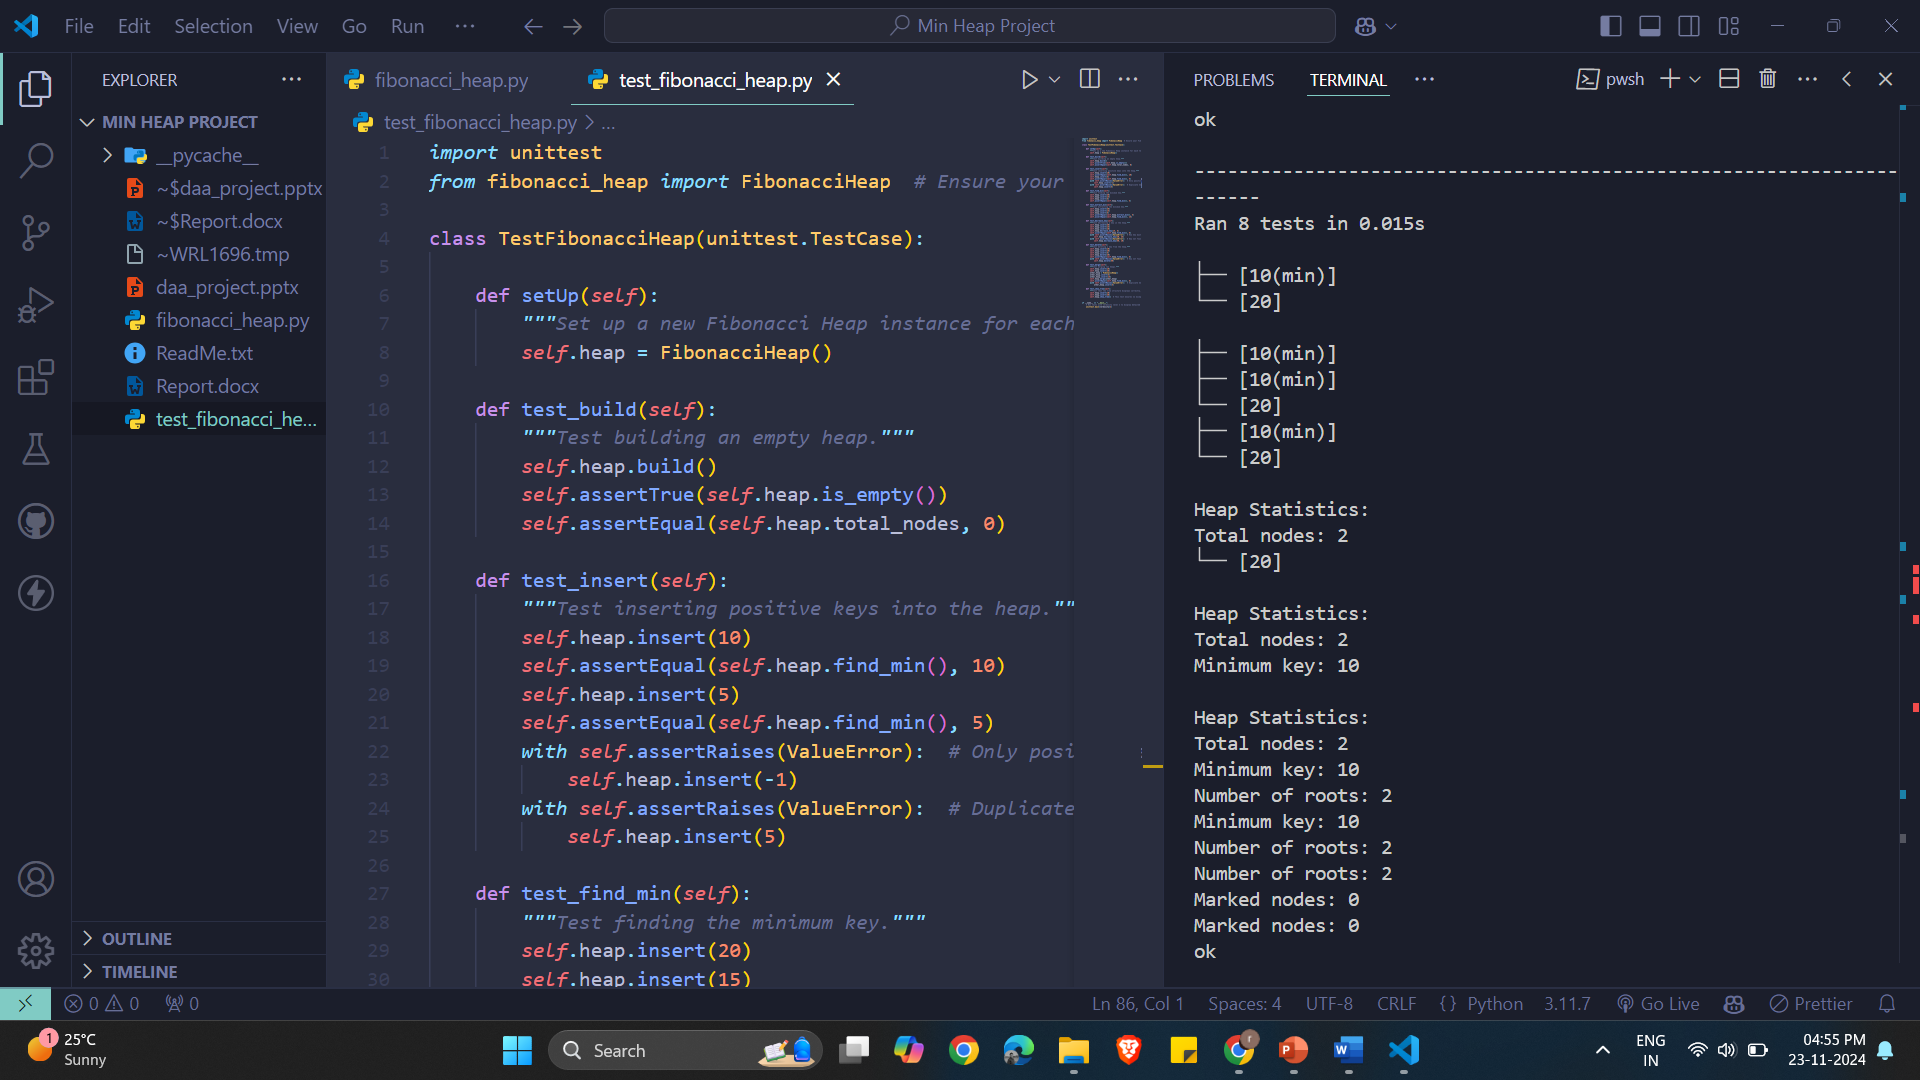 File Edit Selection View Go Run ...
Min Heap Project
EXPLORER
MIN HEAP PROJECT
__pycache__
~$daa_project.pptx
~$Report.docx
~WRL1696.tmp
daa_project.pptx
fibonacci_heap.py
ReadMe.txt
Report.docx
test_fibonacci_he...
OUTLINE
TIMELINE
fibonacci_heap.py test_fibonacci_heap.py
test_fibonacci_heap.py > ...
1 import unittest
2 from fibonacci_heap import FibonacciHeap  # Ensure your
3
4 class TestFibonacciHeap(unittest.TestCase):
5
6     def setUp(self):
7         """Set up a new Fibonacci Heap instance for each
8         self.heap = FibonacciHeap()
9
10     def test_build(self):
11         """Test building an empty heap."""
12         self.heap.build()
13         self.assertTrue(self.heap.is_empty())
14         self.assertEqual(self.heap.total_nodes, 0)
15
16     def test_insert(self):
17         """Test inserting positive keys into the heap.""
18         self.heap.insert(10)
19         self.assertEqual(self.heap.find_min(), 10)
20         self.heap.insert(5)
21         self.assertEqual(self.heap.find_min(), 5)
22         with self.assertRaises(ValueError):  # Only posi
23             self.heap.insert(-1)
24         with self.assertRaises(ValueError):  # Duplicate
25             self.heap.insert(5)
26
27     def test_find_min(self):
28         """Test finding the minimum key."""
29         self.heap.insert(20)
30         self.heap.insert(15)
PROBLEMS TERMINAL ... pwsh
ok
----------------------------------------------------------------
------
Ran 8 tests in 0.015s
├── [10(min)]
└── [20]
├── [10(min)]
├── [10(min)]
└── [20]
├── [10(min)]
└── [20]
Heap Statistics:
Total nodes: 2
└── [20]
Heap Statistics:
Total nodes: 2
Minimum key: 10
Heap Statistics:
Total nodes: 2
Minimum key: 10
Number of roots: 2
Minimum key: 10
Number of roots: 2
Number of roots: 2
Marked nodes: 0
Marked nodes: 0
ok
0 0 0 Ln 86, Col 1 Spaces: 4 UTF-8 CRLF {} Python 3.11.7 Go Live Prettier
1 25°C
Sunny
Search
r
ENG
IN
04:55 PM
23-11-2024